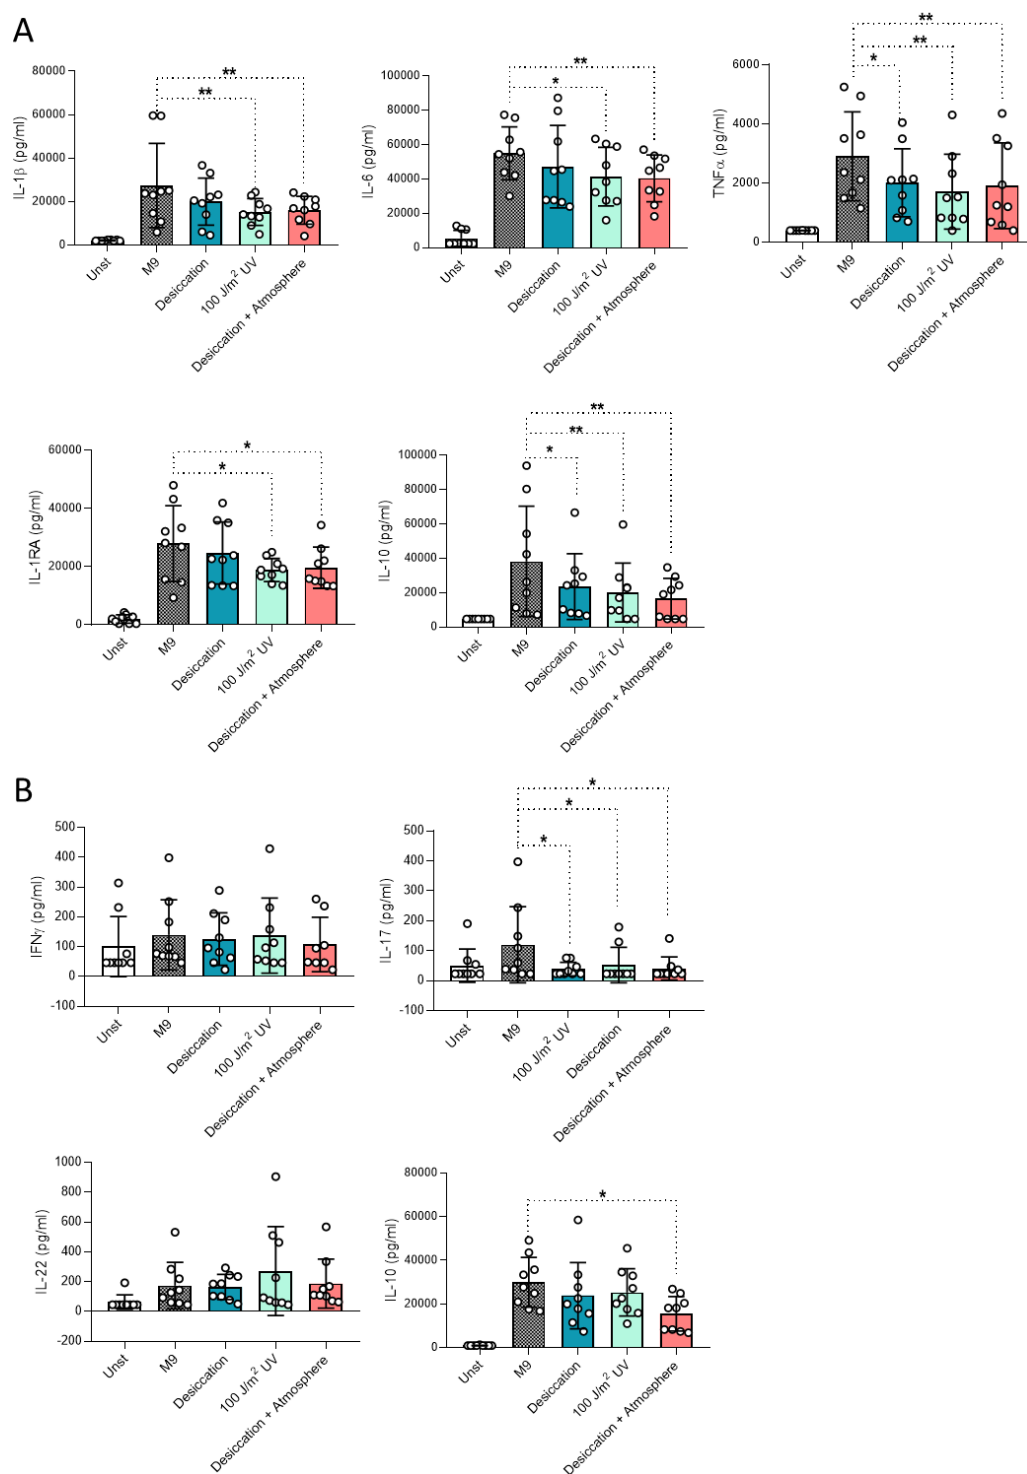 A
IL-1β (pg/ml)
80000
60000
40000
20000
0
**
**
Unst
M9
Desiccation
100 J/m² UV
Desiccation + Atmosphere
IL-6 (pg/ml)
100000
80000
60000
40000
20000
0
**
*
Unst
M9
Desiccation
100 J/m² UV
Desiccation + Atmosphere
TNFα (pg/ml)
6000
4000
2000
0
**
**
*
Unst
M9
Desiccation
100 J/m² UV
Desiccation + Atmosphere
IL-1RA (pg/ml)
60000
40000
20000
0
*
*
Unst
M9
Desiccation
100 J/m² UV
Desiccation + Atmosphere
IL-10 (pg/ml)
100000
80000
60000
40000
20000
0
**
**
*
Unst
M9
Desiccation
100 J/m² UV
Desiccation + Atmosphere
B
IFNγ (pg/ml)
500
400
300
200
100
0
-100
Unst
M9
Desiccation
100 J/m² UV
Desiccation + Atmosphere
IL-17 (pg/ml)
500
400
300
200
100
0
-100
*
*
*
Unst
M9
100 J/m² UV
Desiccation
Desiccation + Atmosphere
IL-22 (pg/ml)
1000
800
600
400
200
0
-200
Unst
M9
Desiccation
100 J/m² UV
Desiccation + Atmosphere
IL-10 (pg/ml)
80000
60000
40000
20000
0
*
Unst
M9
Desiccation
100 J/m² UV
Desiccation + Atmosphere